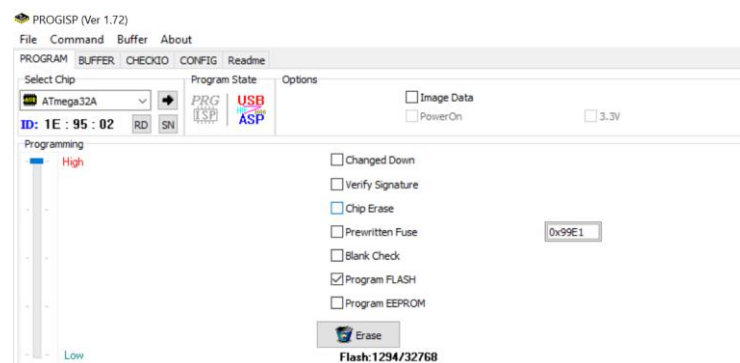 PROGISP (Ver 1.72)
File Command Buffer About
PROGRAM BUFFER CHECKIO CONFIG Readme
Select Chip Program State Options
ATmega32A PRG ISP USB ASP Image Data
PowerOn 3.3V
ID: 1E : 95 : 02 RD SN
Programming
High Changed Down
Verify Signature
Chip Erase
Prewritten Fuse 0x99E1
Blank Check
Program FLASH
Program EEPROM
Erase
Low Flash:1294/32768